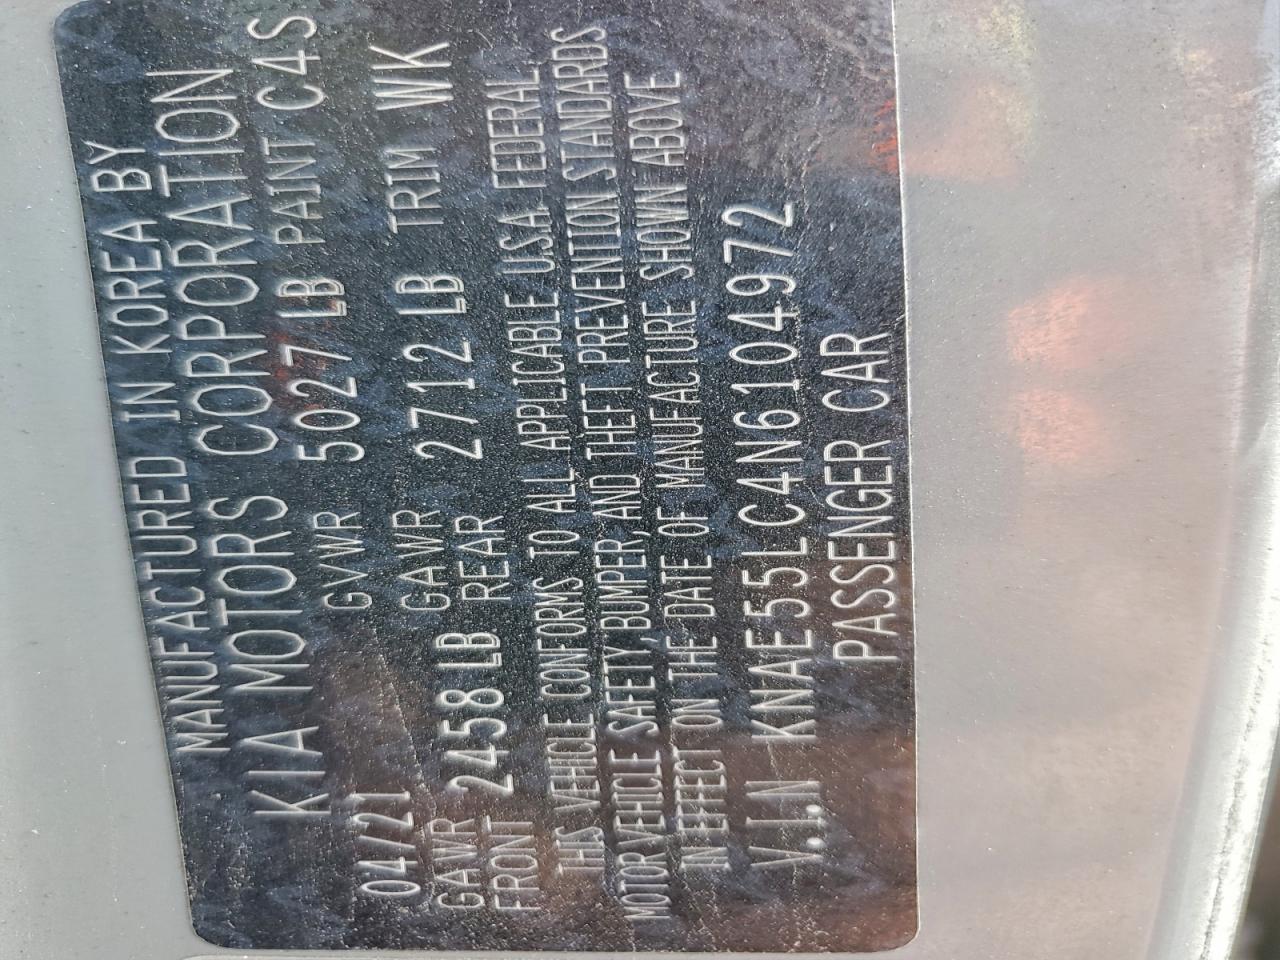 MANUFACTURED IN KOREA BY
KIA MOTORS CORPORATION
04/21 GVWR 5027 LB PAINT C4S
GAWR FRONT 2458 LB GAWR REAR 2712 LB TRIM WK
THIS VEHICLE CONFORMS TO ALL APPLICABLE U.S.A. FEDERAL
MOTOR VEHICLE SAFETY, BUMPER, AND THEFT PREVENTION STANDARDS
IN EFFECT ON THE DATE OF MANUFACTURE SHOWN ABOVE
V.I.N KNAE55LC4N6104972
PASSENGER CAR